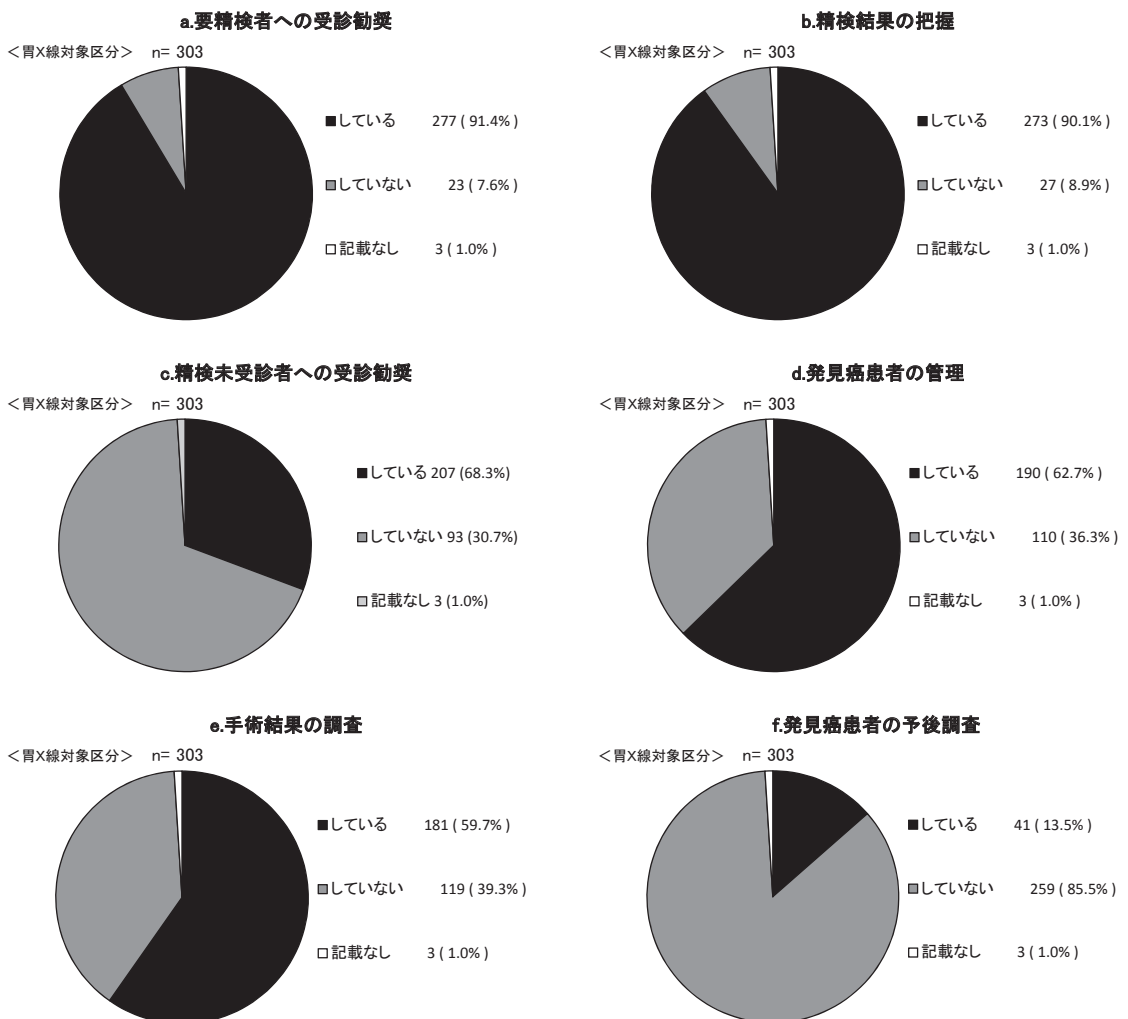 a.要精検者への受診勧奨
＜胃X線対象区分＞ n= 303
■している 277 ( 91.4% )
■していない 23 ( 7.6% )
□記載なし 3 ( 1.0% )
b.精検結果の把握
＜胃X線対象区分＞ n= 303
■している 273 ( 90.1% )
■していない 27 ( 8.9% )
□記載なし 3 ( 1.0% )
c.精検未受診者への受診勧奨
＜胃X線対象区分＞ n= 303
■している 207 (68.3%)
■していない 93 (30.7%)
□記載なし 3 (1.0%)
d.発見癌患者の管理
＜胃X線対象区分＞ n= 303
■している 190 ( 62.7% )
■していない 110 ( 36.3% )
□記載なし 3 ( 1.0% )
e.手術結果の調査
＜胃X線対象区分＞ n= 303
■している 181 ( 59.7% )
■していない 119 ( 39.3% )
□記載なし 3 ( 1.0% )
f.発見癌患者の予後調査
＜胃X線対象区分＞ n= 303
■している 41 ( 13.5% )
■していない 259 ( 85.5% )
□記載なし 3 ( 1.0% )